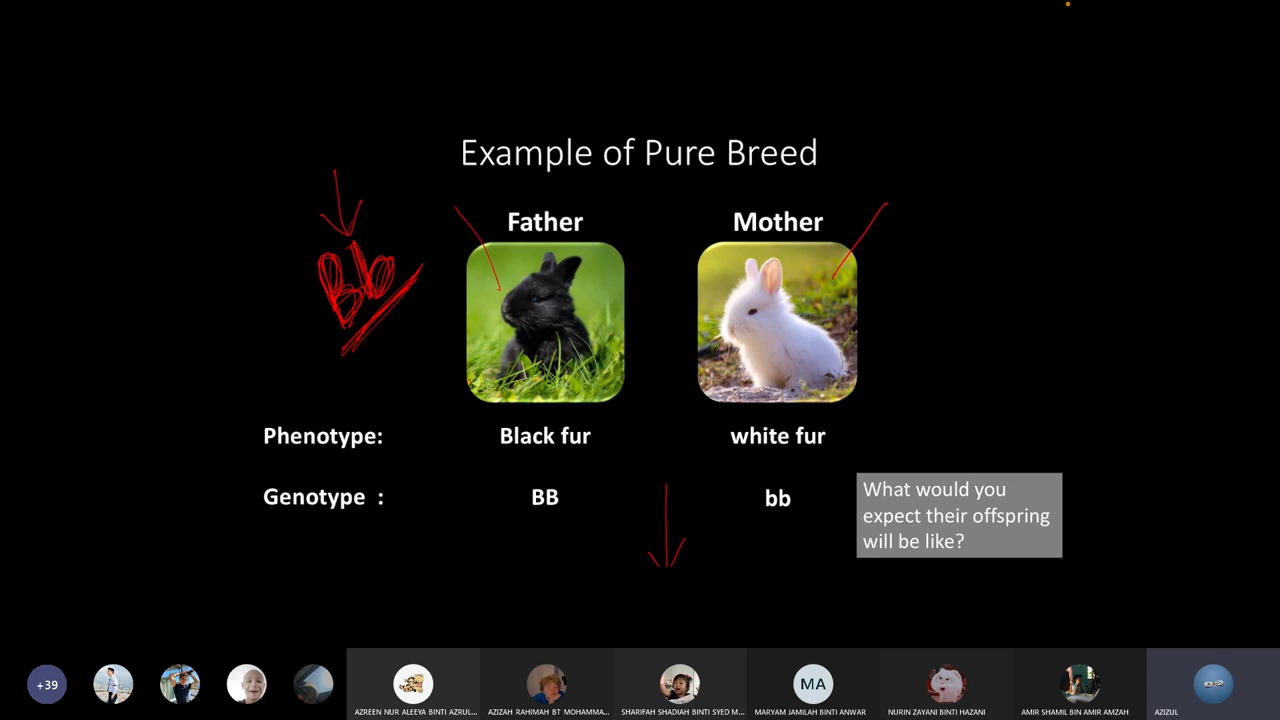 Example of Pure Breed
Father Mother
Bb
Phenotype: Black fur white fur
Genotype : BB bb
What would you
expect their offspring
will be like?
+39
AZREEN NUR ALEEYA BINTI AZRUL...
AZIZAH RAHIMAH BT MOHAMMA...
SHARIFAH SHADIAH BINTI SYED M...
MA
MARYAM JAMILAH BINTI ANWAR
NURIN ZAYANI BINTI HAZANI
AMIR SHAMIL BIN AMIR AMZAH
AZIZUL